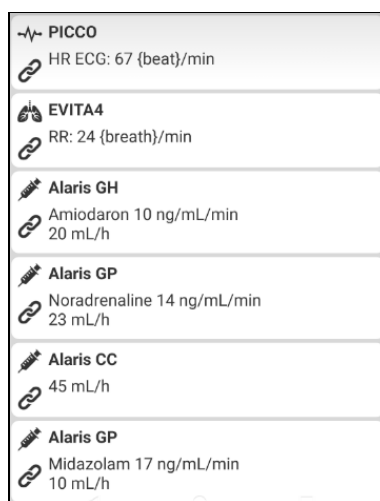 PICCO
HR ECG: 67 {beat}/min
EVITA4
RR: 24 {breath}/min
Alaris GH
Amiodaron 10 ng/mL/min
20 mL/h
Alaris GP
Noradrenaline 14 ng/mL/min
23 mL/h
Alaris CC
45 mL/h
Alaris GP
Midazolam 17 ng/mL/min
10 mL/h